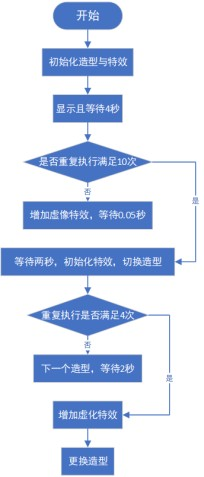 开始
初始化造型与特效
显示且等待4秒
是否重复执行满足10次
否
是
增加虚像特效，等待0.05秒
等待两秒，初始化特效，切换造型
重复执行是否满足4次
否
下一个造型，等待2秒
是
增加虚化特效
更换造型